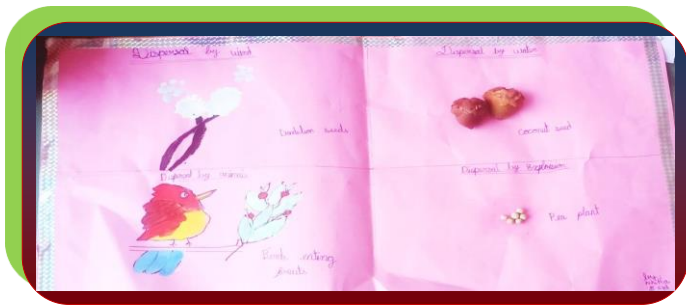 Dispersal by wind
Dispersal by water
Dandelion seeds
Coconut seed
Dispersal by animals
Dispersal by Explosion
Pea plant
Birds eating
fruits